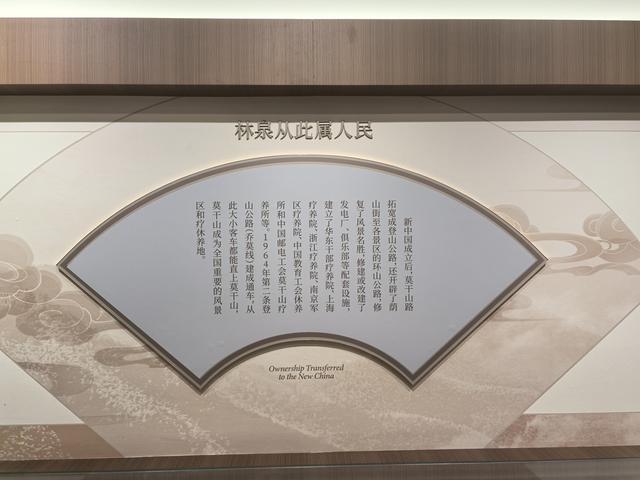 林泉从此属人民
新中国成立后，莫干山路
拓宽成登山公路，还开辟了荫
山街至各景区的环山公路，修
复了风景名胜，修建或改建了
发电厂、俱乐部等配套设施，
建立了华东干部疗养院、上海
疗养院、浙江疗养院、南京军
区疗养院、中国教育工会休养
所和中国邮电工会莫干山疗
养所等。1964年第二条登
山公路（乔莫线）建成通车，从
此大小客车都能直上莫干山，
莫干山成为全国重要的风景
区和疗休养地。
Ownership Transferred
to the New China